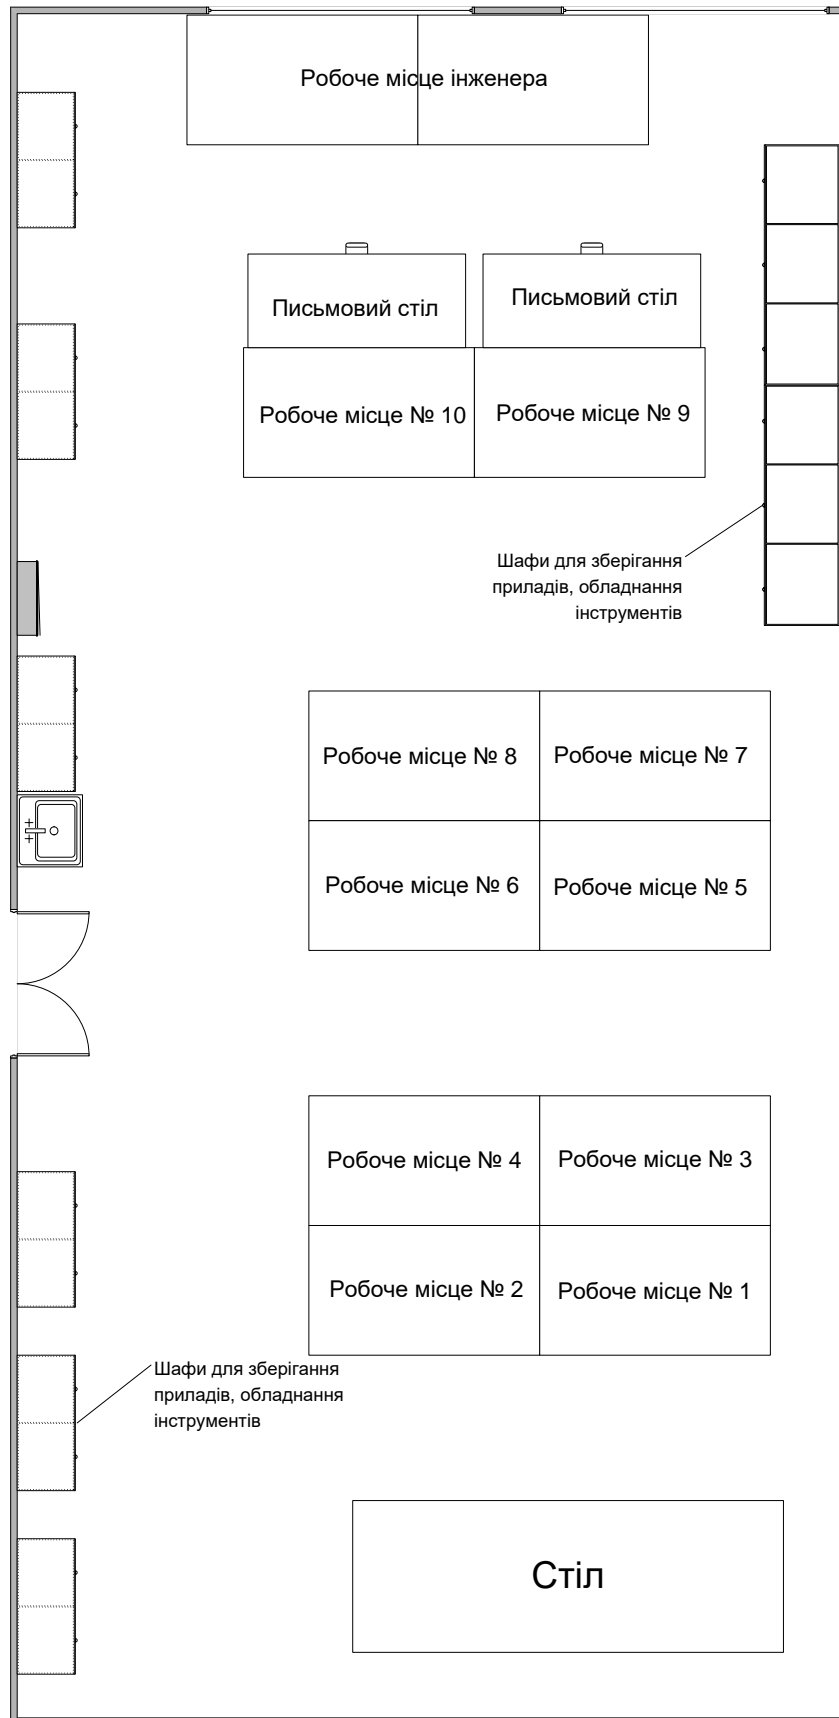 Робоче місце інженера
Письмовий стіл
Письмовий стіл
Робоче місце № 10
Робоче місце № 9
Шафи для зберігання
приладів, обладнання
інструментів
Робоче місце № 8
Робоче місце № 7
Робоче місце № 6
Робоче місце № 5
Робоче місце № 4
Робоче місце № 3
Робоче місце № 2
Робоче місце № 1
Шафи для зберігання
приладів, обладнання
інструментів
Стіл